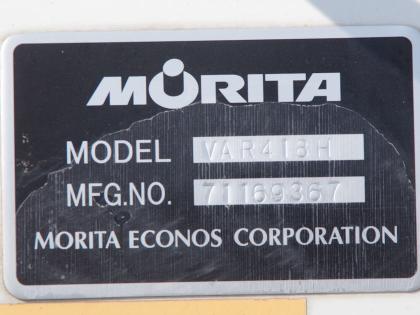 MORITA
MODEL VAR418H
MFG.NO. 71169367
MORITA ECONOS CORPORATION